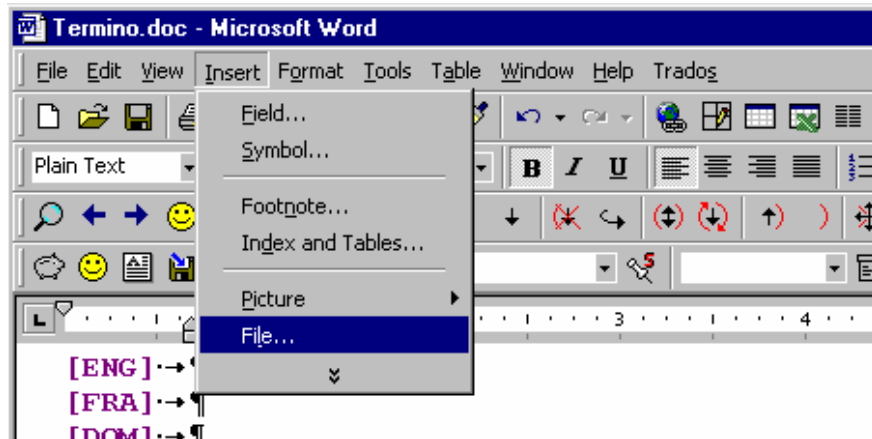 Termino.doc - Microsoft Word
File Edit View Insert Format Tools Table Window Help Trados
Field...
Symbol...
Plain Text B I U
Footnote...
Index and Tables...
Picture
3 4
File...
[ENG]·→¶
[FRA]·→¶
[DOM]·→¶